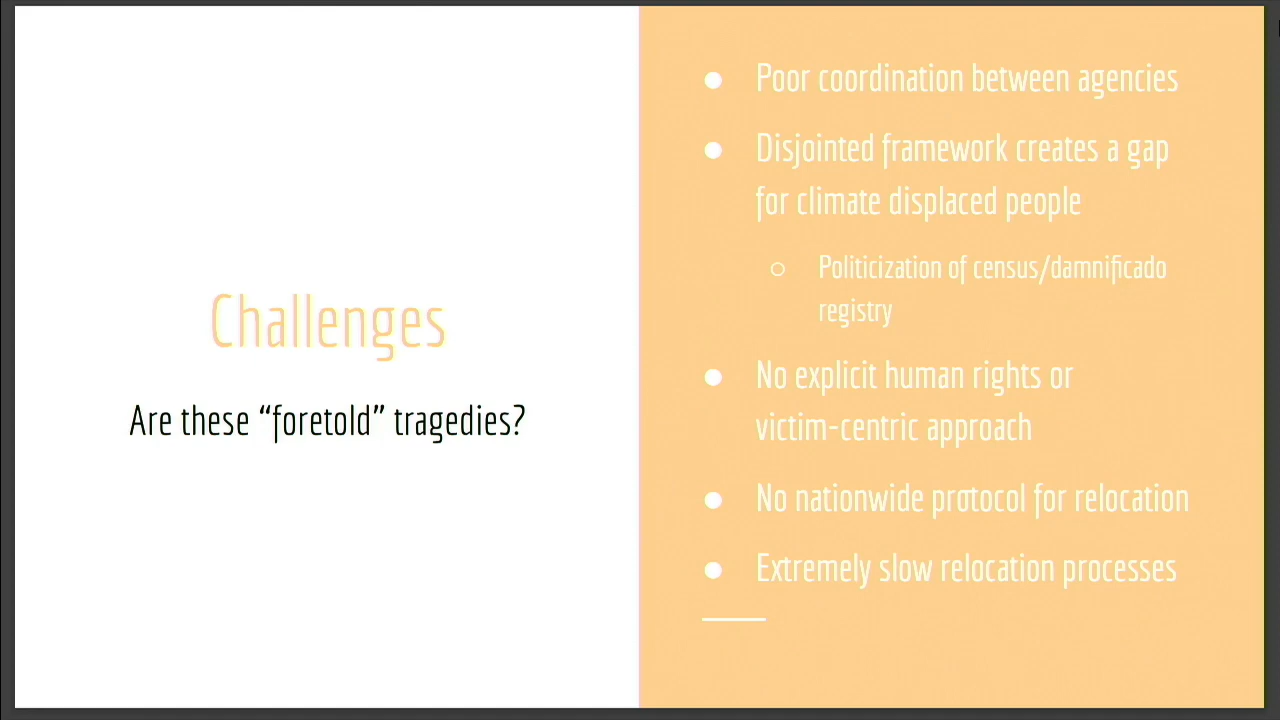 Challenges
Are these “foretold” tragedies?
● Poor coordination between agencies
● Disjointed framework creates a gap
for climate displaced people
○ Politicization of census/damnificado
registry
● No explicit human rights or
victim-centric approach
● No nationwide protocol for relocation
● Extremely slow relocation processes